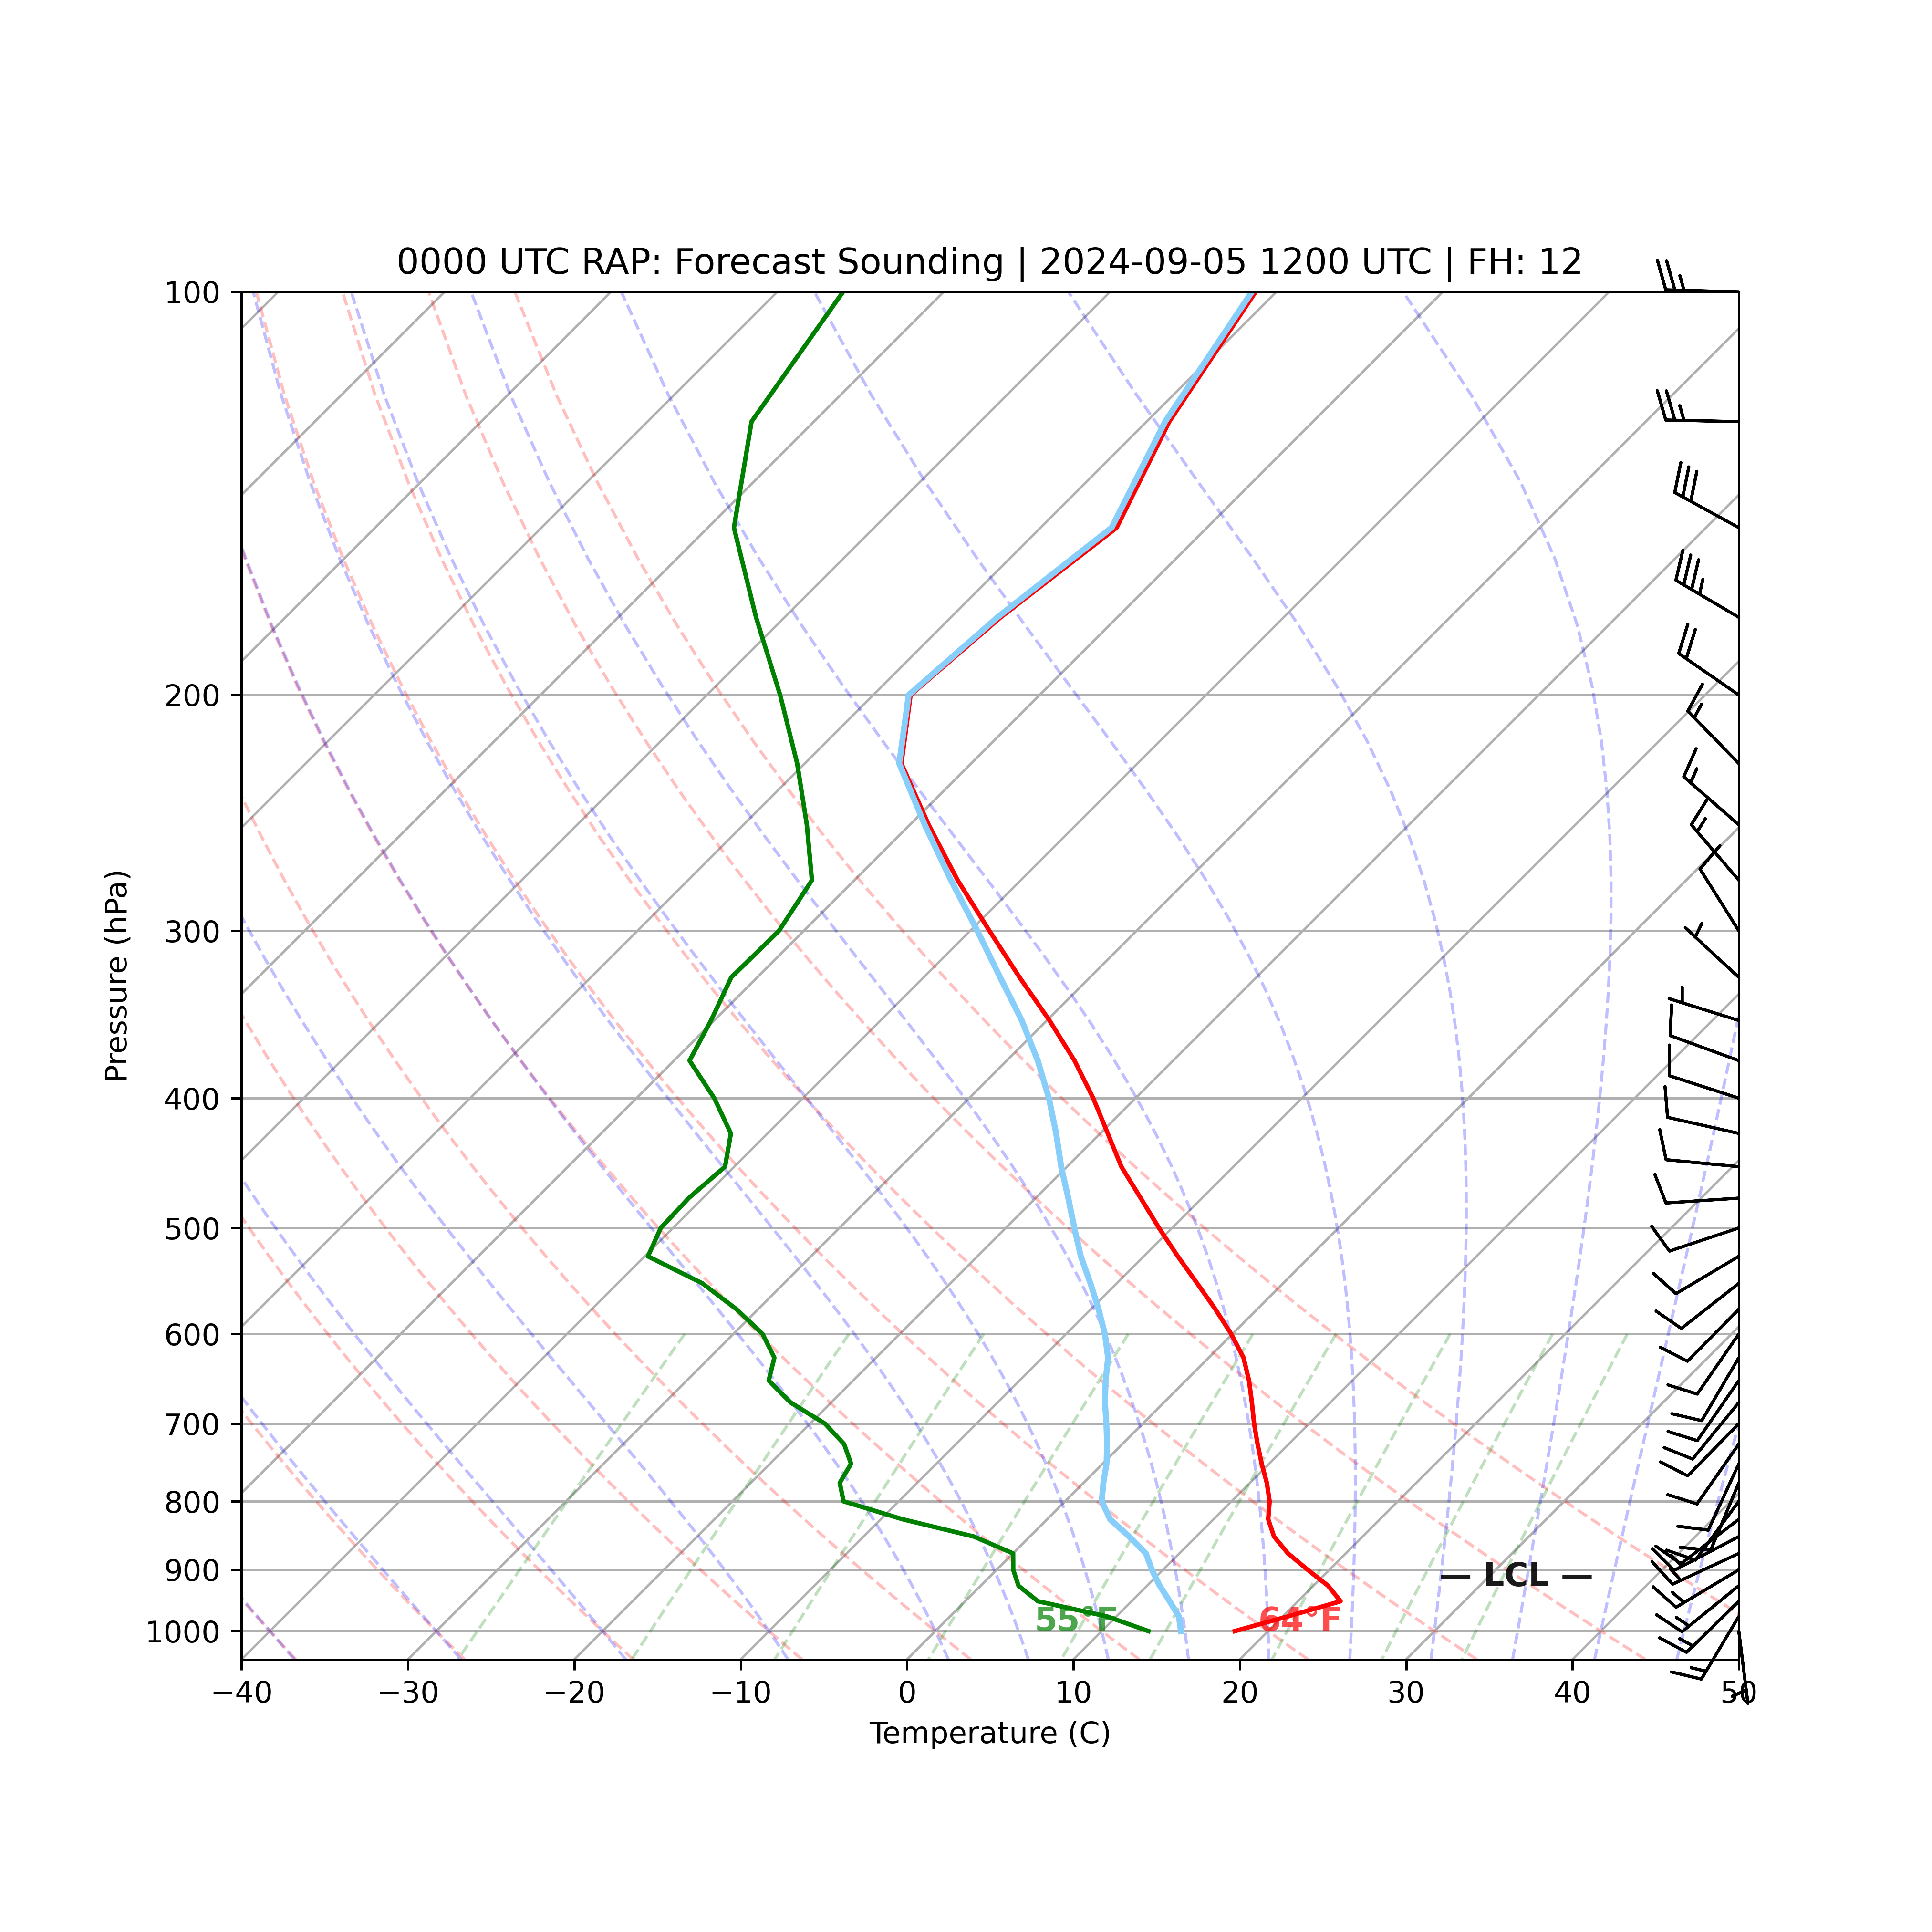 0000 UTC RAP: Forecast Sounding | 2024-09-05 1200 UTC | FH: 12
100
200
300
400
500
600
700
800
900
1000
Pressure (hPa)
— LCL —
55°F
64°F
−40 −30 −20 −10 0 10 20 30 40 50
Temperature (C)